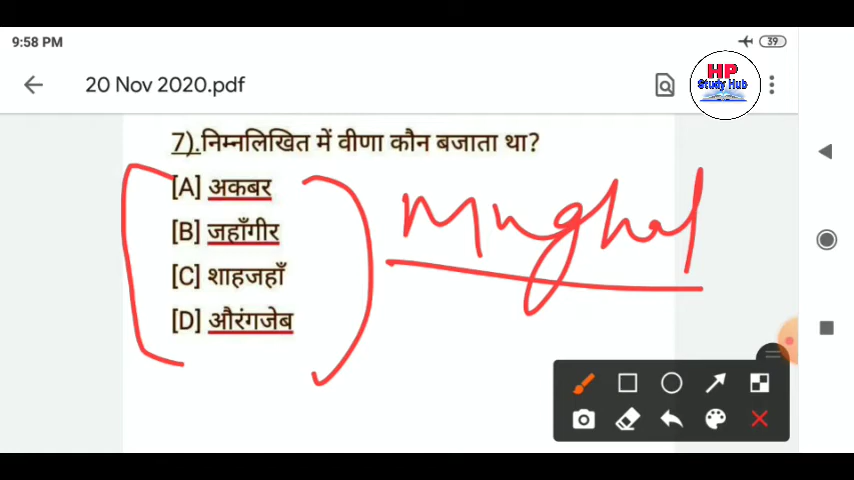 9:58 PM
39
20 Nov 2020.pdf
HP
Study Hub
7).निम्नलिखित में वीणा कौन बजाता था?
[A] अकबर
[B] जहाँगीर
[C] शाहजहाँ
[D] औरंगजेब
Mughal